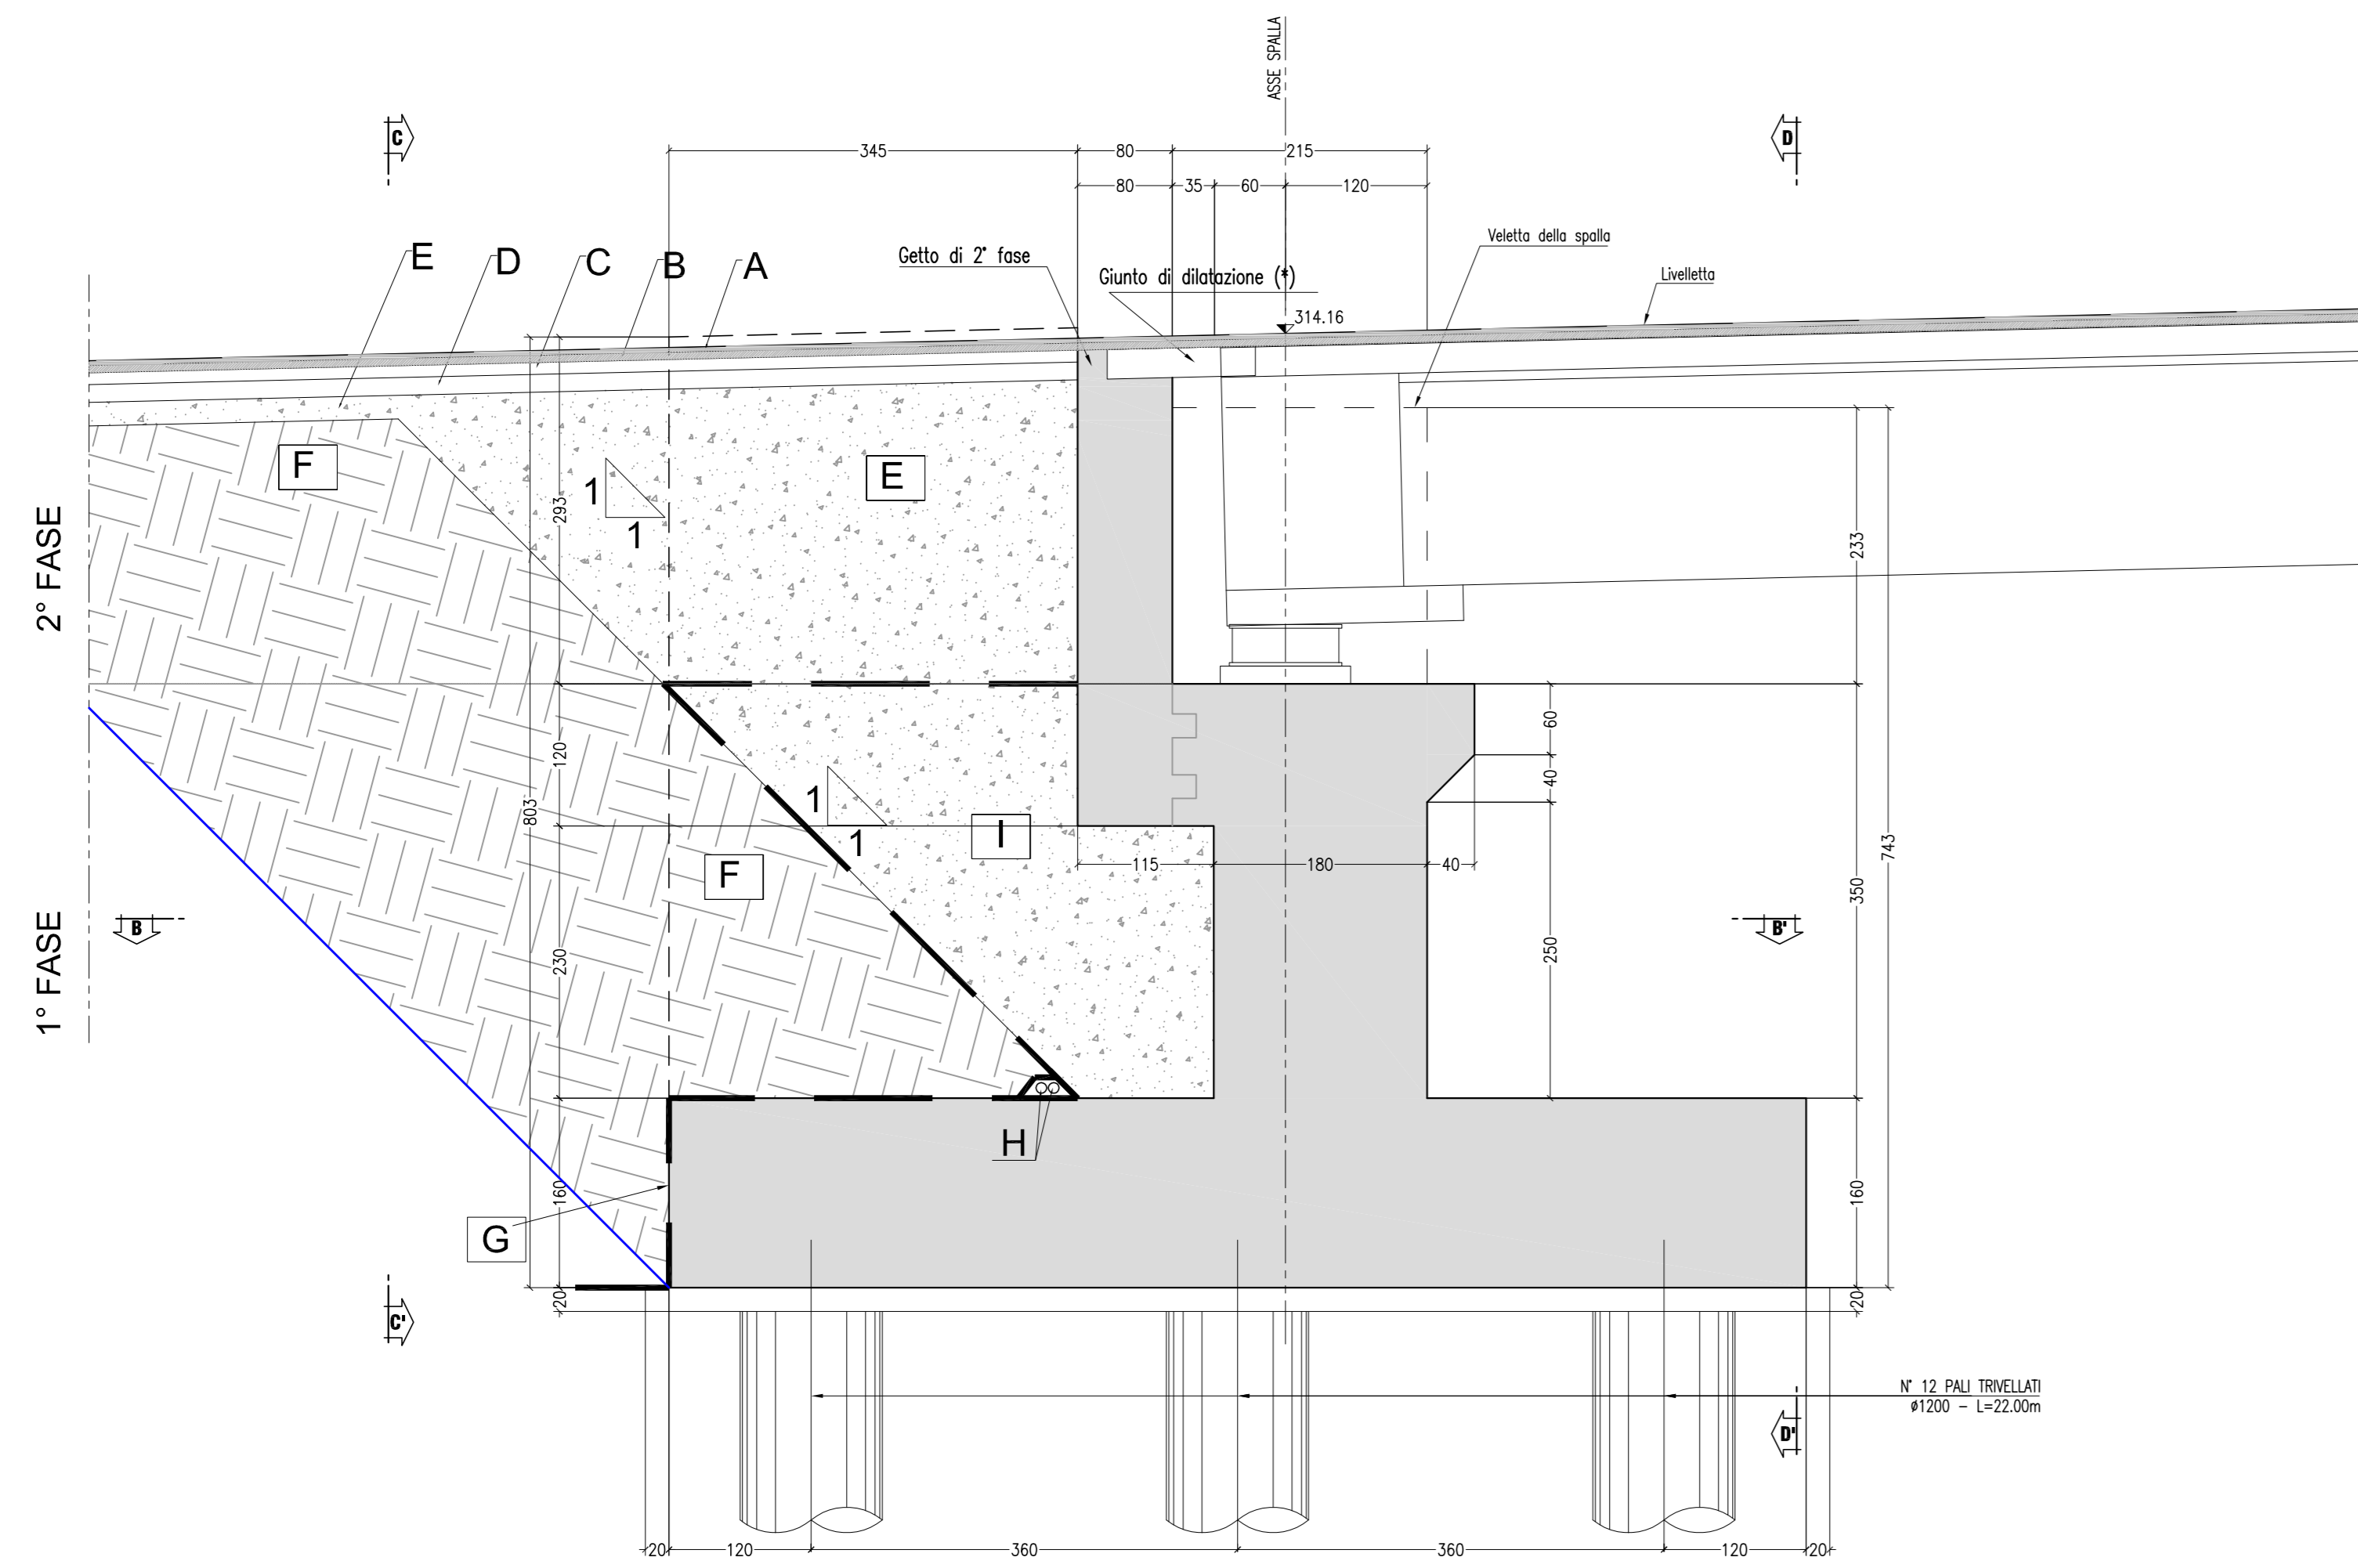 ASSE SPALLA
C
D
345
80
215
80
35
60
120
Veletta della spalla
E
D
C
B
A
Getto di 2° fase
Giunto di dilatazione (*)
Livelletta
314.16
F
E
1
1
293
233
2° FASE
60
120
40
1
1
803
I
743
115
180
40
350
F
1° FASE
B
B'
230
250
H
160
160
G
20
20
C'
N° 12 PALI TRIVELLATI
ø1200 - L=22.00m
D'
20
120
360
360
120
20